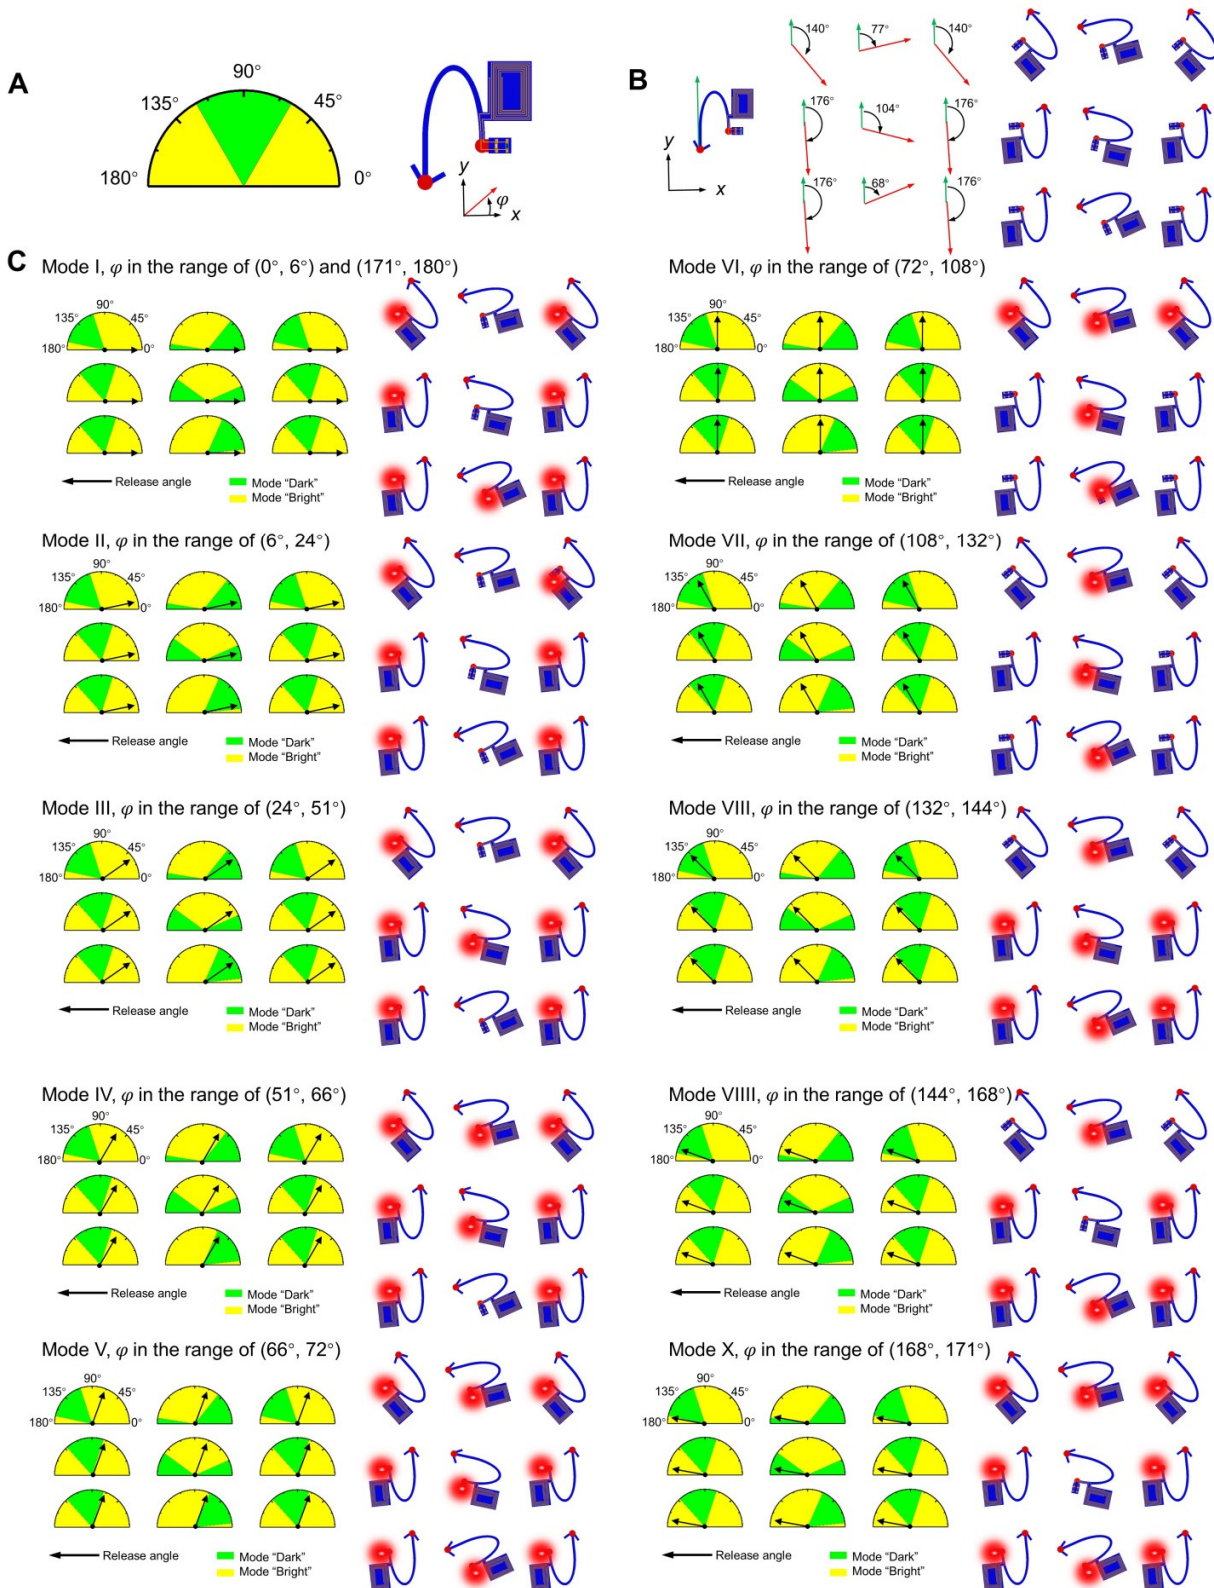 A
90°
135°
45°
180°
0°
y
x
φ
B
y
x
140°
77°
140°
176°
104°
176°
176°
68°
176°
C
Mode I, φ in the range of (0°, 6°) and (171°, 180°)
90°
135°
45°
180°
0°
Release angle
Mode “Dark”
Mode “Bright”
Mode II, φ in the range of (6°, 24°)
90°
135°
45°
180°
0°
Release angle
Mode “Dark”
Mode “Bright”
Mode III, φ in the range of (24°, 51°)
90°
135°
45°
180°
0°
Release angle
Mode “Dark”
Mode “Bright”
Mode IV, φ in the range of (51°, 66°)
90°
135°
45°
180°
0°
Release angle
Mode “Dark”
Mode “Bright”
Mode V, φ in the range of (66°, 72°)
90°
135°
45°
180°
0°
Release angle
Mode “Dark”
Mode “Bright”
Mode VI, φ in the range of (72°, 108°)
90°
135°
45°
180°
0°
Release angle
Mode “Dark”
Mode “Bright”
Mode VII, φ in the range of (108°, 132°)
90°
135°
45°
180°
0°
Release angle
Mode “Dark”
Mode “Bright”
Mode VIII, φ in the range of (132°, 144°)
90°
135°
45°
180°
0°
Release angle
Mode “Dark”
Mode “Bright”
Mode VIIII, φ in the range of (144°, 168°)
90°
135°
45°
180°
0°
Release angle
Mode “Dark”
Mode “Bright”
Mode X, φ in the range of (168°, 171°)
90°
135°
45°
180°
0°
Release angle
Mode “Dark”
Mode “Bright”